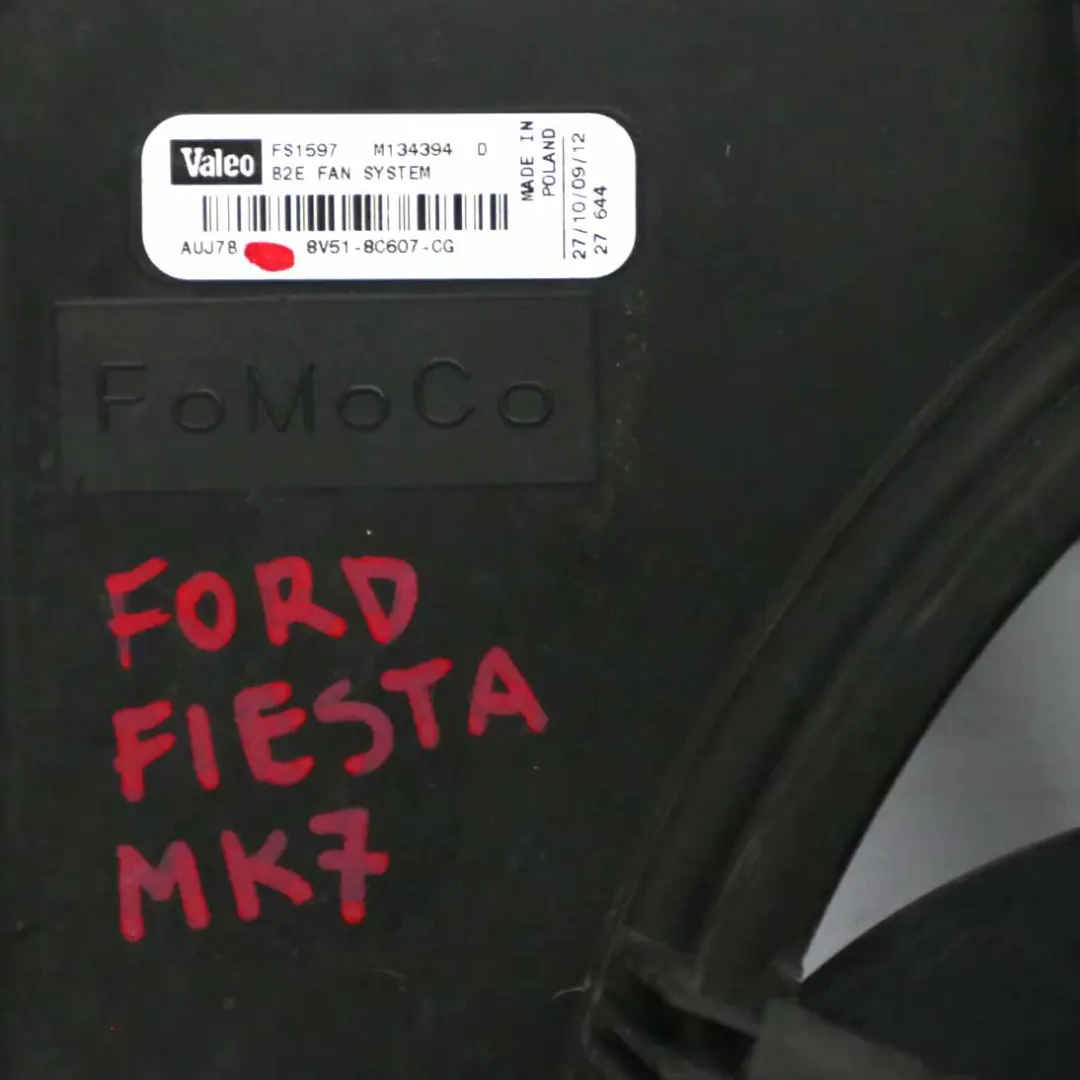 Valeo FS1597 M134394 D
B2E FAN SYSTEM
AUJ7B 8V51-8C607-CG
MADE IN
POLAND
27/10/09/12
27 644
FoMoCo
FORD
FIESTA
MK7